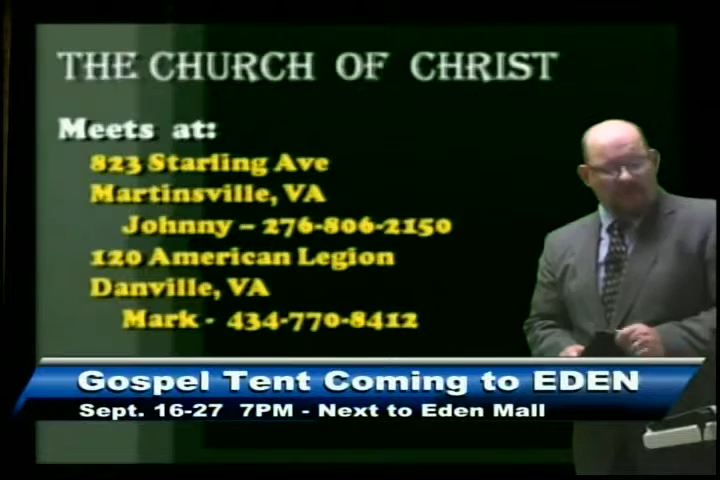 THE CHURCH OF CHRIST
Meets at:
823 Starling Ave
Martinsville, VA
Johnny – 276-806-2150
120 American Legion
Danville, VA
Mark - 434-770-8412
Gospel Tent Coming to EDEN
Sept. 16-27 7PM - Next to Eden Mall